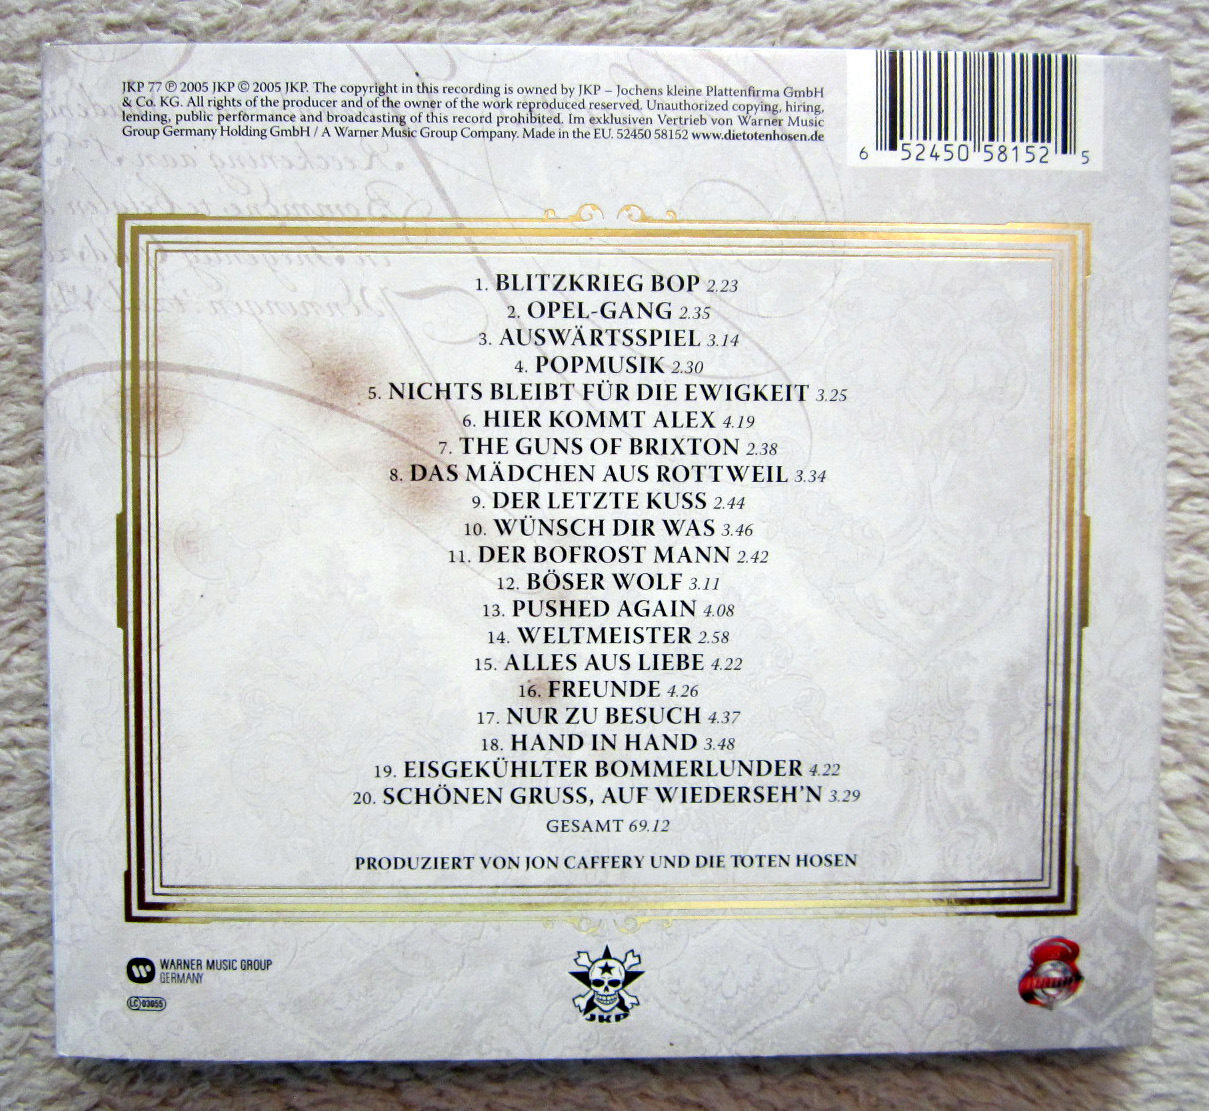 JKP 77 Ⓟ 2005 JKP © 2005 JKP. The copyright in this recording is owned by JKP – Jochens kleine Plattenfirma GmbH
& Co. KG. All rights of the producer and of the owner of the work reproduced reserved. Unauthorized copying, hiring,
lending, public performance and broadcasting of this record prohibited. Im exklusiven Vertrieb von Warner Music
Group Germany Holding GmbH / A Warner Music Group Company. Made in the EU. 52450 58152 www.dietotenhosen.de
6 52450 58152 5
1. BLITZKRIEG BOP 2.23
2. OPEL-GANG 2.35
3. AUSWÄRTSSPIEL 3.14
4. POPMUSIK 2.30
5. NICHTS BLEIBT FÜR DIE EWIGKEIT 3.25
6. HIER KOMMT ALEX 4.19
7. THE GUNS OF BRIXTON 2.38
8. DAS MÄDCHEN AUS ROTTWEIL 3.34
9. DER LETZTE KUSS 2.44
10. WÜNSCH DIR WAS 3.46
11. DER BOFROST MANN 2.42
12. BÖSER WOLF 3.11
13. PUSHED AGAIN 4.08
14. WELTMEISTER 2.58
15. ALLES AUS LIEBE 4.22
16. FREUNDE 4.26
17. NUR ZU BESUCH 4.37
18. HAND IN HAND 3.48
19. EISGEKÜHLTER BOMMERLUNDER 4.22
20. SCHÖNEN GRUSS, AUF WIEDERSEH'N 3.29
GESAMT 69.12
PRODUZIERT VON JON CAFFERY UND DIE TOTEN HOSEN
WARNER MUSIC GROUP
GERMANY
LC 03055
JKP